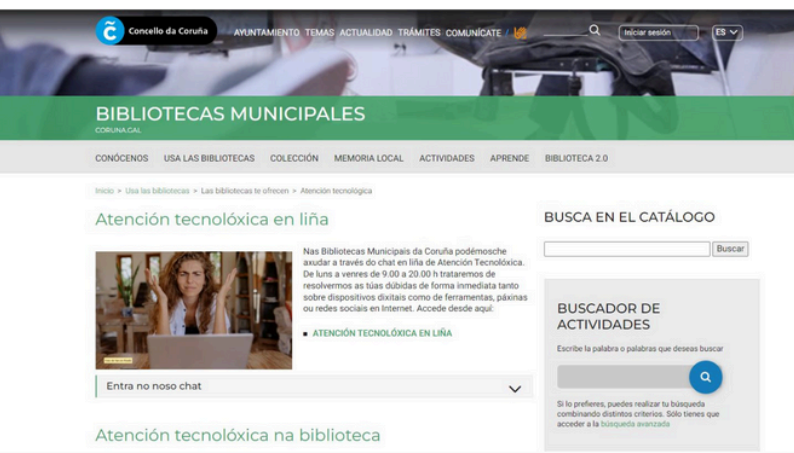 Concello da Coruña
AYUNTAMIENTO TEMAS ACTUALIDAD TRÁMITES COMUNÍCATE /
Iniciar sesión
ES
BIBLIOTECAS MUNICIPALES
CORUNA.GAL
CONÓCENOS USA LAS BIBLIOTECAS COLECCIÓN MEMORIA LOCAL ACTIVIDADES APRENDE BIBLIOTECA 2.0
Inicio > Usa las bibliotecas > Las bibliotecas te ofrecen > Atención tecnológica
Atención tecnolóxica en liña
Nas Bibliotecas Municipais da Coruña podémosche
axudar a través do chat en liña de Atención Tecnolóxica.
De luns a venres de 9.00 a 20.00 h trataremos de
resolvermos as túas dúbidas de forma inmediata tanto
sobre dispositivos dixitais como de ferramentas, páxinas
ou redes sociais en Internet. Accede desde aquí:
ATENCIÓN TECNOLÓXICA EN LIÑA
Entra no noso chat
Atención tecnolóxica na biblioteca
BUSCA EN EL CATÁLOGO
Buscar
BUSCADOR DE
ACTIVIDADES
Escribe la palabra o palabras que deseas buscar
Si lo prefieres, puedes realizar tu búsqueda
combinando distintos criterios. Sólo tienes que
acceder a la búsqueda avanzada